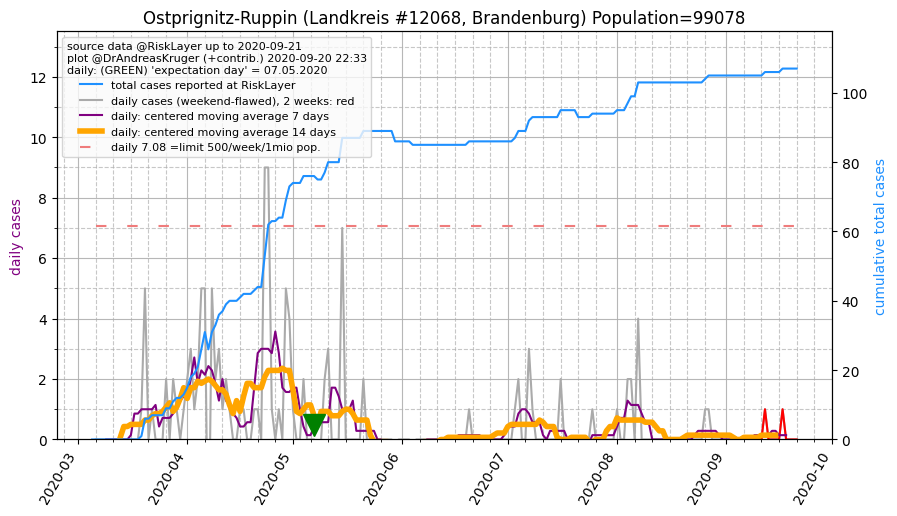 Ostprignitz-Ruppin (Landkreis #12068, Brandenburg) Population=99078
source data @RiskLayer up to 2020-09-21
plot @DrAndreasKruger (+contrib.) 2020-09-20 22:33
daily: (GREEN) 'expectation day' = 07.05.2020
total cases reported at RiskLayer
daily cases (weekend-flawed), 2 weeks: red
daily: centered moving average 7 days
daily: centered moving average 14 days
daily 7.08 =limit 500/week/1mio pop.
daily cases
12
10
8
6
4
2
0
cumulative total cases
100
80
60
40
20
0
2020-03
2020-04
2020-05
2020-06
2020-07
2020-08
2020-09
2020-10